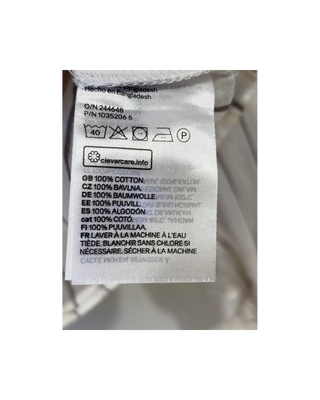 Hecho en Bangladesh
Bangladesh
O/N 244648
P/N 1035206 5
40 P
clevercare.info
GB 100% COTTON.
CZ 100% BAVLNA.
DE 100% BAUMWOLLE.
EE 100% PUUVILL.
ES 100% ALGODÓN.
cat 100% COTÓ.
FI 100% PUUVILLAA.
FR LAVER À LA MACHINE À L'EAU
TIÈDE. BLANCHIR SANS CHLORE SI
NÉCESSAIRE. SÉCHER À LA MACHINE